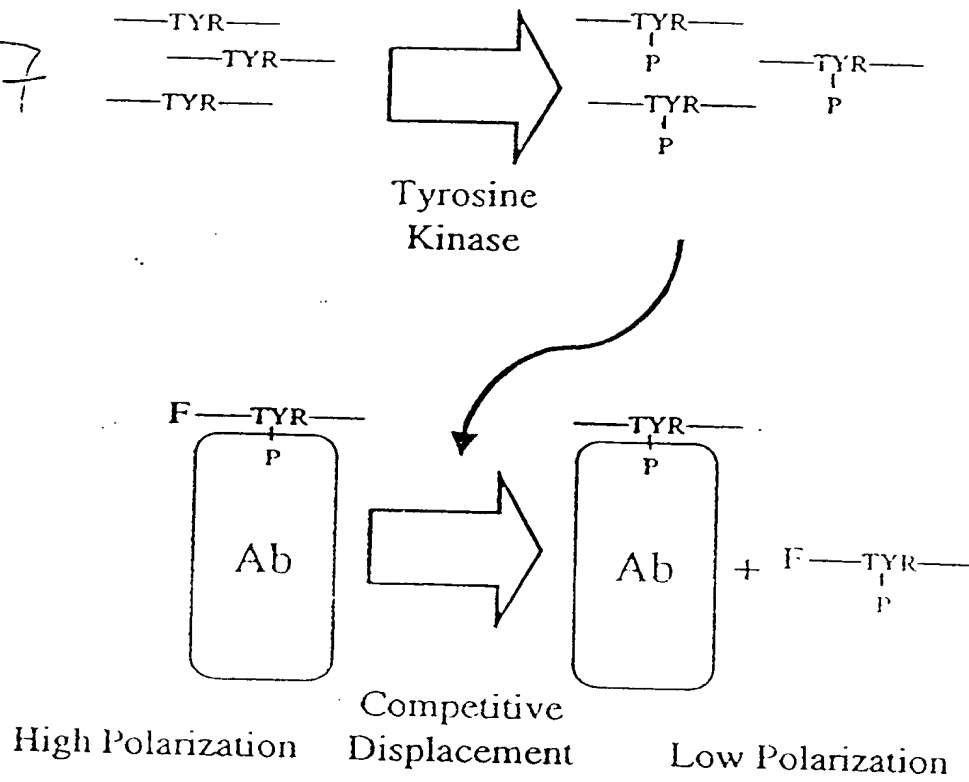 TYR TYR
TYR P TYR
7 P
TYR TYR
P
Tyrosine
Kinase
F TYR TYR
P P
Ab Ab + F TYR
P
Competitive
High Polarization Displacement Low Polarization